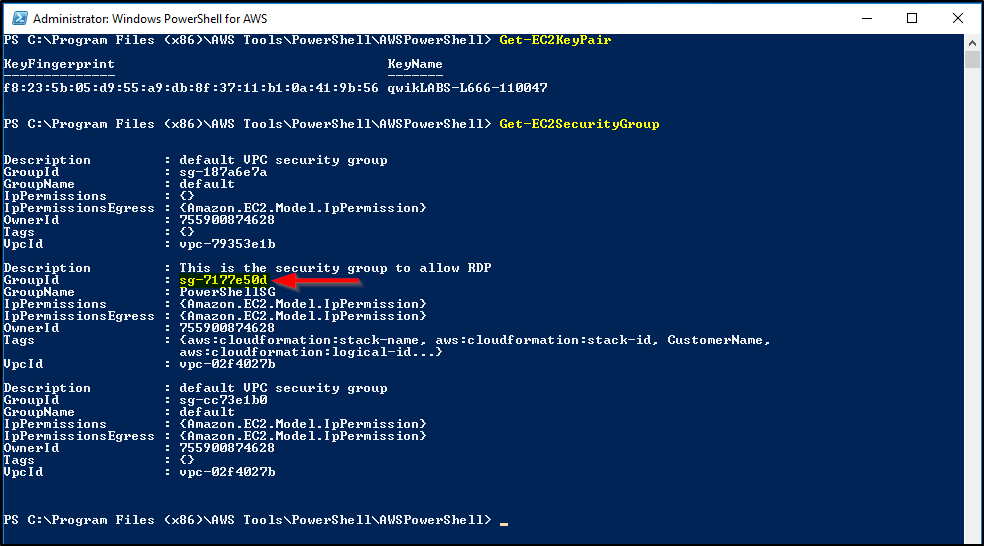 Administrator: Windows PowerShell for AWS
PS C:\Program Files (x86)\AWS Tools\PowerShell\AWSPowerShell> Get-EC2KeyPair
KeyFingerprint KeyName
-------------- -------
f8:23:5b:05:d9:55:a9:db:8f:37:11:b1:0a:41:9b:56 qwikLABS-L666-110047
PS C:\Program Files (x86)\AWS Tools\PowerShell\AWSPowerShell> Get-EC2SecurityGroup
Description : default VPC security group
GroupId : sg-187a6e7a
GroupName : default
IpPermissions : {}
IpPermissionsEgress : {Amazon.EC2.Model.IpPermission}
OwnerId : 755900874628
Tags : {}
VpcId : vpc-79353e1b
Description : This is the security group to allow RDP
GroupId : sg-7177e50d
GroupName : PowerShellSG
IpPermissions : {Amazon.EC2.Model.IpPermission}
IpPermissionsEgress : {Amazon.EC2.Model.IpPermission}
OwnerId : 755900874628
Tags : {aws:cloudformation:stack-name, aws:cloudformation:stack-id, CustomerName,
aws:cloudformation:logical-id...}
VpcId : vpc-02f4027b
Description : default VPC security group
GroupId : sg-cc73e1b0
GroupName : default
IpPermissions : {Amazon.EC2.Model.IpPermission}
IpPermissionsEgress : {Amazon.EC2.Model.IpPermission}
OwnerId : 755900874628
Tags : {}
VpcId : vpc-02f4027b
PS C:\Program Files (x86)\AWS Tools\PowerShell\AWSPowerShell> _